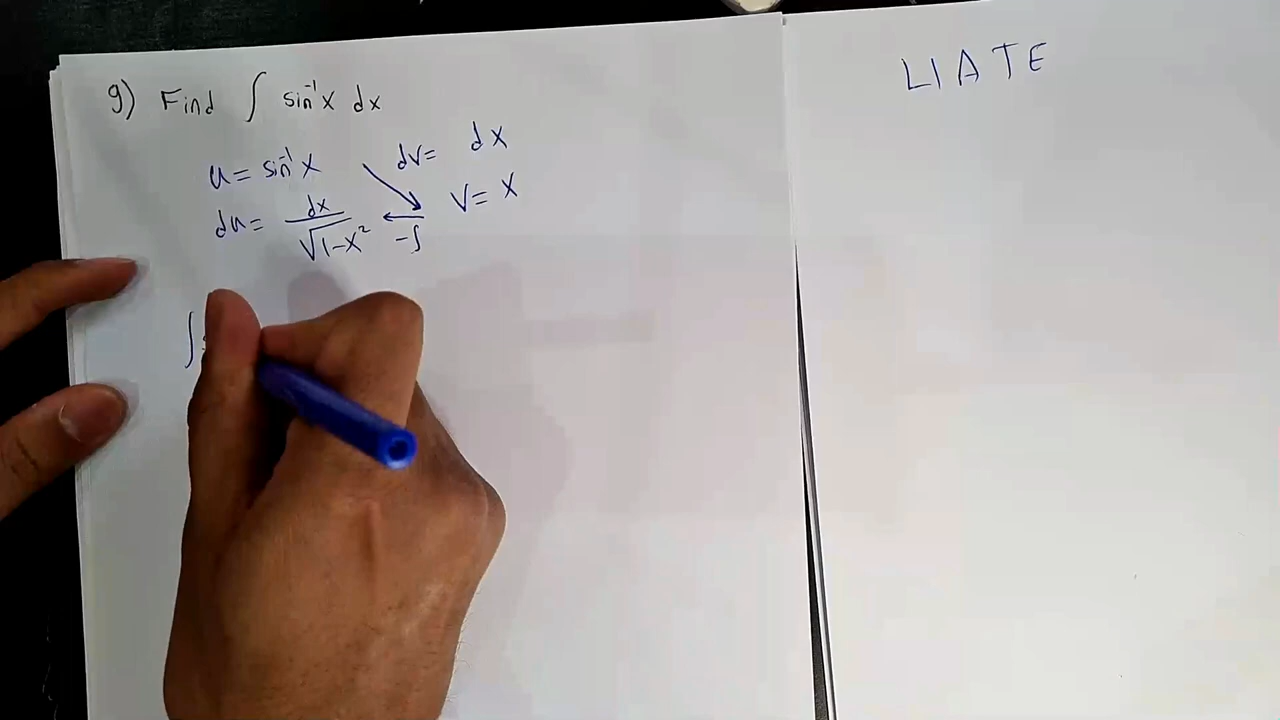 9) Find ∫ sin⁻¹x dx
u = sin⁻¹x dv = dx
du = dx/√1-x² -∫ v = x
∫
LIATE